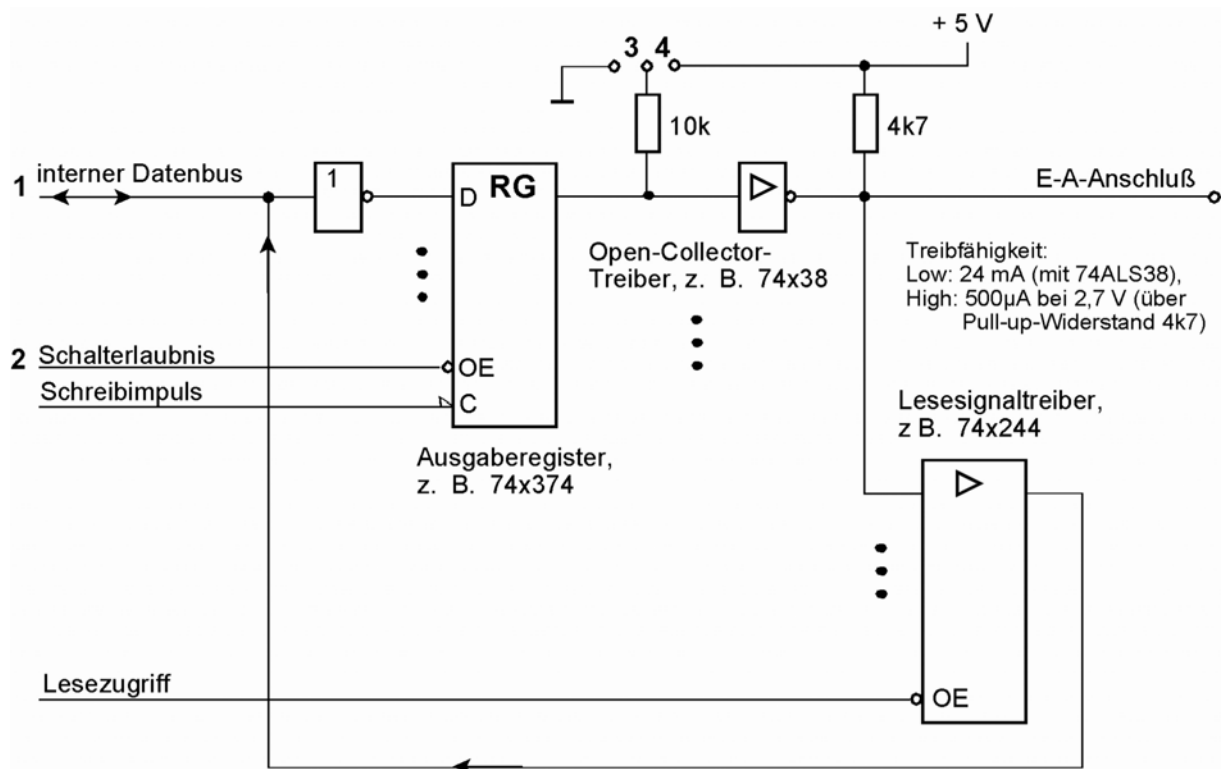 + 5 V
3 4
10k
4k7
1 interner Datenbus
1
D RG
E-A-Anschluß
Open-Collector-
Treiber, z. B. 74x38
Treibfähigkeit:
Low: 24 mA (mit 74ALS38),
High: 500µA bei 2,7 V (über
Pull-up-Widerstand 4k7)
2 Schalterlaubnis
OE
Schreibimpuls
C
Ausgaberegister,
z. B. 74x374
Lesesignaltreiber,
z B. 74x244
Lesezugriff
OE